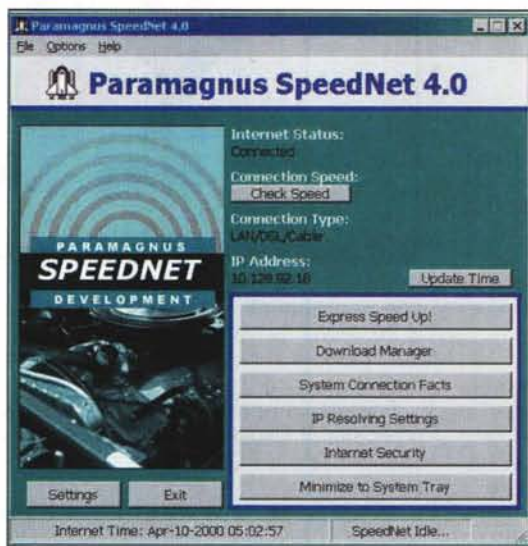 Paramagnus SpeedNet 4.0
File Options Help
Paramagnus SpeedNet 4.0
PARAMAGNUS
SPEEDNET
DEVELOPMENT
Internet Status:
Connected
Connection Speed:
Check Speed
Connection Type:
LAN/DSL/Cable
IP Address:
10.128.92.18
Update Time
Express Speed Up!
Download Manager
System Connection Facts
IP Resolving Settings
Internet Security
Minimize to System Tray
Settings
Exit
Internet Time: Apr-10-2000 05:02:57
SpeedNet Idle...